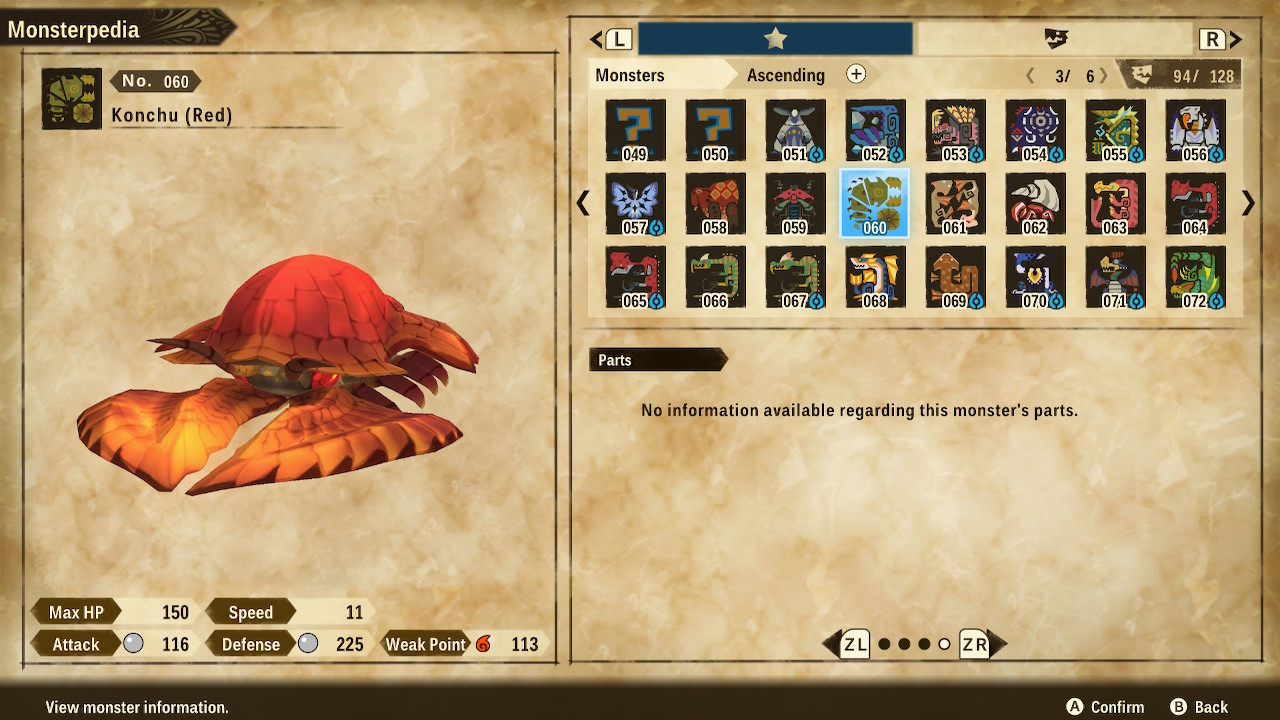 Monsterpedia
No. 060
Konchu (Red)
L
R
Monsters
Ascending
3/ 6
94/ 128
049 050 051 052 053 054 055 056
057 058 059 060 061 062 063 064
065 066 067 068 069 070 071 072
Parts
No information available regarding this monster's parts.
Max HP 150 Speed 11
Attack 116 Defense 225 Weak Point 113
ZL ZR
View monster information.
A Confirm B Back